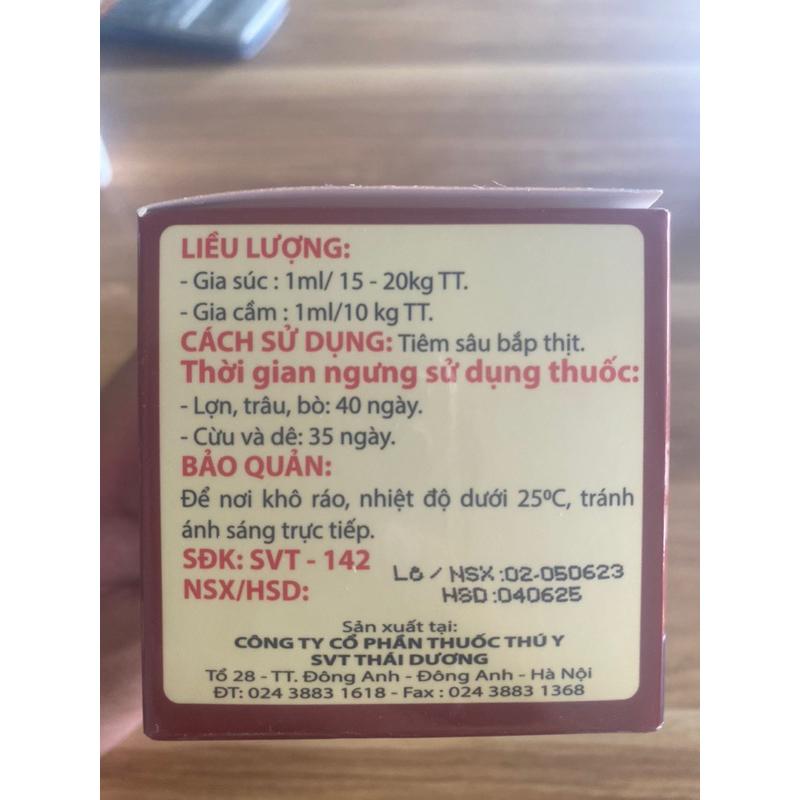 LIỀU LƯỢNG:
- Gia súc : 1ml/ 15 - 20kg TT.
- Gia cầm : 1ml/10 kg TT.
CÁCH SỬ DỤNG: Tiêm sâu bắp thịt.
Thời gian ngưng sử dụng thuốc:
- Lợn, trâu, bò: 40 ngày.
- Cừu và dê: 35 ngày.
BẢO QUẢN:
Để nơi khô ráo, nhiệt độ dưới 25⁰C, tránh
ánh sáng trực tiếp.
SĐK: SVT - 142
NSX/HSD:
Lô / NSX :02-050623
HSD :040625
Sản xuất tại:
CÔNG TY CỔ PHẦN THUỐC THÚ Y
SVT THÁI DƯƠNG
Tổ 28 - TT. Đông Anh - Đông Anh - Hà Nội
ĐT: 024 3883 1618 - Fax : 024 3883 1368